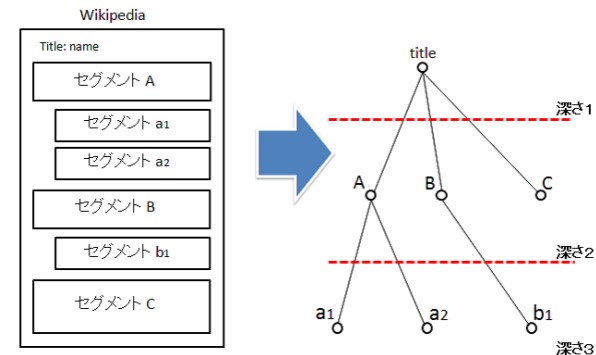 Wikipedia
Title: name
セグメント A
セグメント a1
セグメント a2
セグメント B
セグメント b1
セグメント C
title
深さ1
A
B
C
深さ2
a1
a2
b1
深さ3